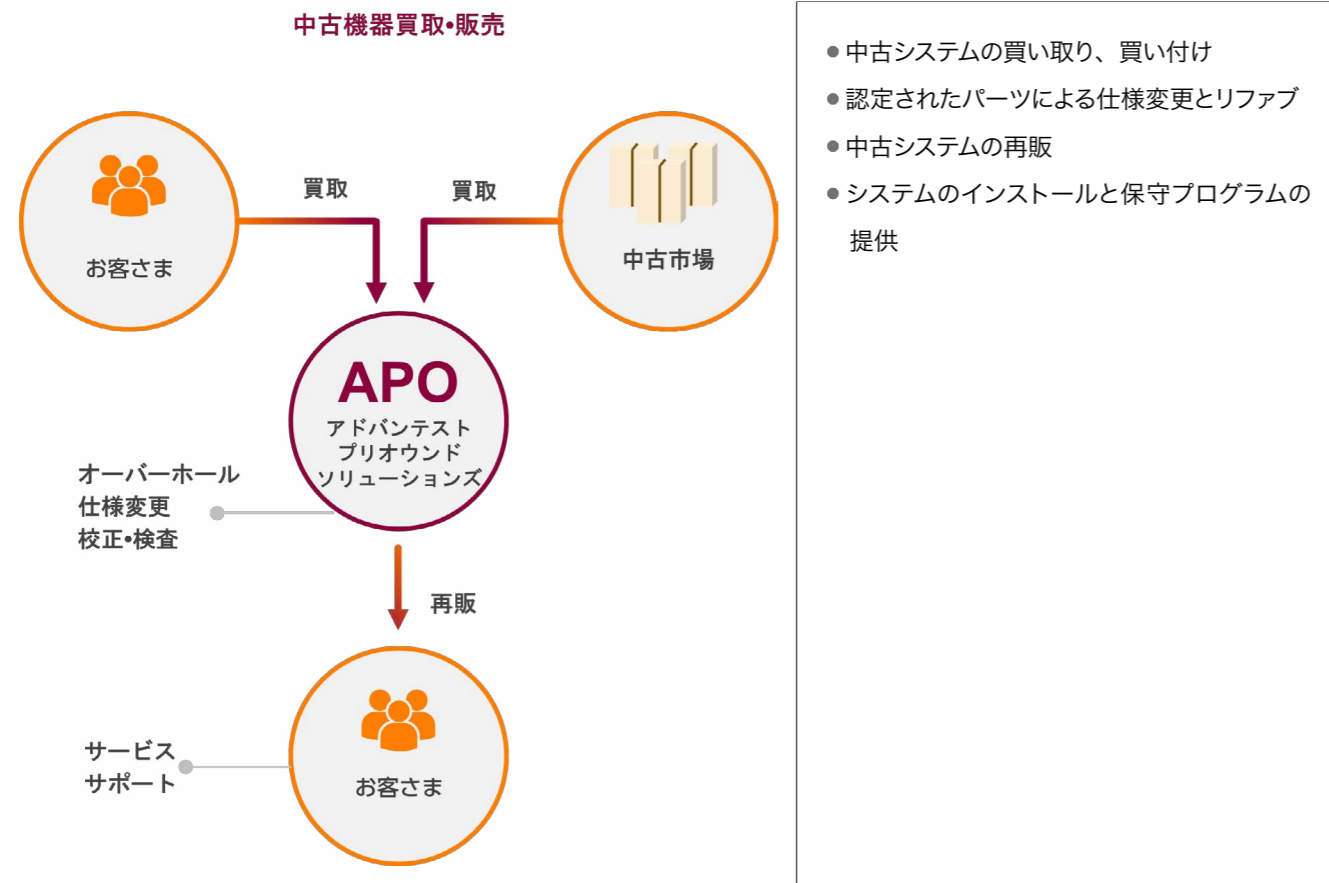 中古機器買取•販売
お客さま
買取
買取
中古市場
APO
アドバンテスト
プリオウンド
ソリューションズ
オーバーホール
仕様変更
校正•検査
再販
サービス
サポート
お客さま
●中古システムの買い取り、買い付け
●認定されたパーツによる仕様変更とリファブ
●中古システムの再販
●システムのインストールと保守プログラムの
提供